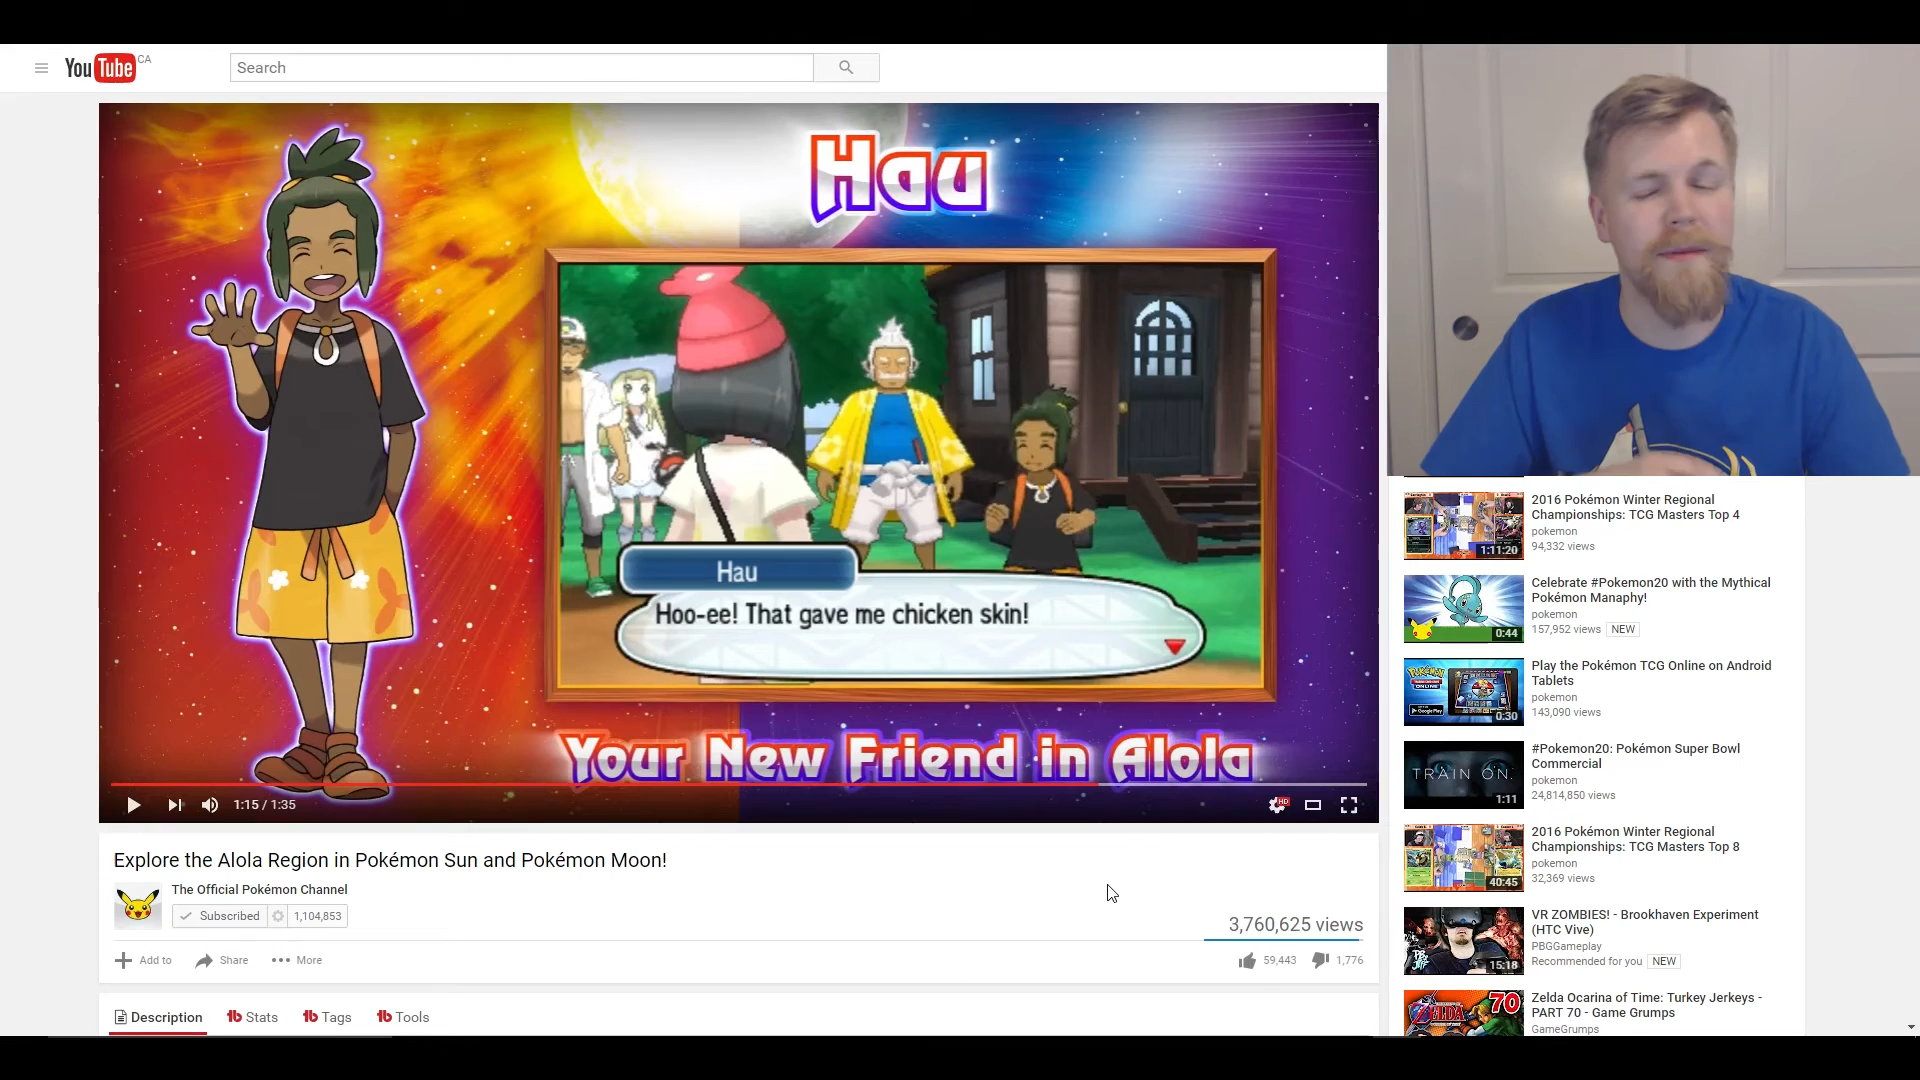 YouTube CA
Search
Hau
Hau
Hoo-ee! That gave me chicken skin!
Your New Friend in Alola
1:15 / 1:35
HD
Explore the Alola Region in Pokémon Sun and Pokémon Moon!
The Official Pokémon Channel
Subscribed 1,104,853
3,760,625 views
Add to Share More
59,443 1,776
Description Stats Tags Tools
1:11:20
2016 Pokémon Winter Regional
Championships: TCG Masters Top 4
pokemon
94,332 views
0:44
Celebrate #Pokemon20 with the Mythical
Pokémon Manaphy!
pokemon
157,952 views NEW
0:30
Play the Pokémon TCG Online on Android
Tablets
pokemon
143,090 views
TRAIN ON.
1:11
#Pokemon20: Pokémon Super Bowl
Commercial
pokemon
24,814,850 views
40:45
2016 Pokémon Winter Regional
Championships: TCG Masters Top 8
pokemon
32,369 views
15:18
VR ZOMBIES! - Brookhaven Experiment
(HTC Vive)
PBGGameplay
Recommended for you NEW
70
ZELDA
Zelda Ocarina of Time: Turkey Jerkeys -
PART 70 - Game Grumps
GameGrumps